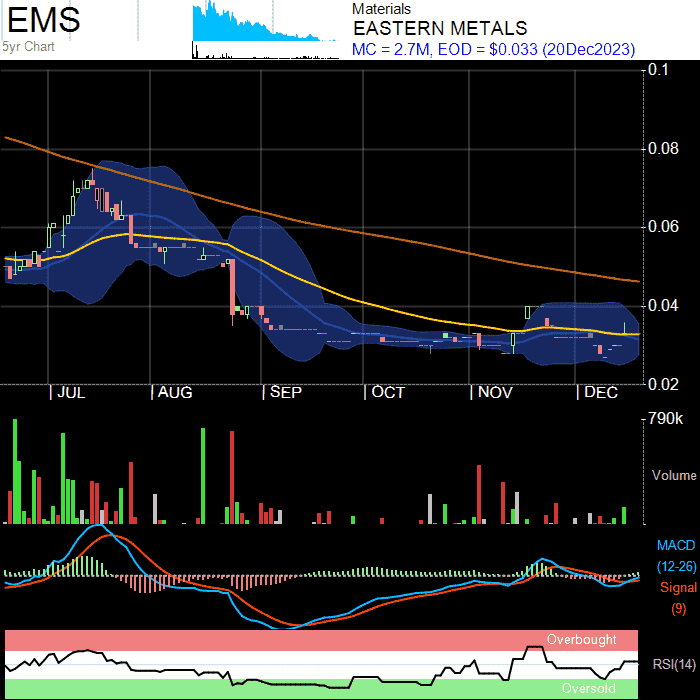 EMS
5yr Chart
Materials
EASTERN METALS
MC = 2.7M, EOD = $0.033 (20Dec2023)
0.1
0.08
0.06
0.04
0.02
JUL AUG SEP OCT NOV DEC
790k
Volume
MACD
(12-26)
Signal
(9)
Overbought
RSI(14)
Oversold